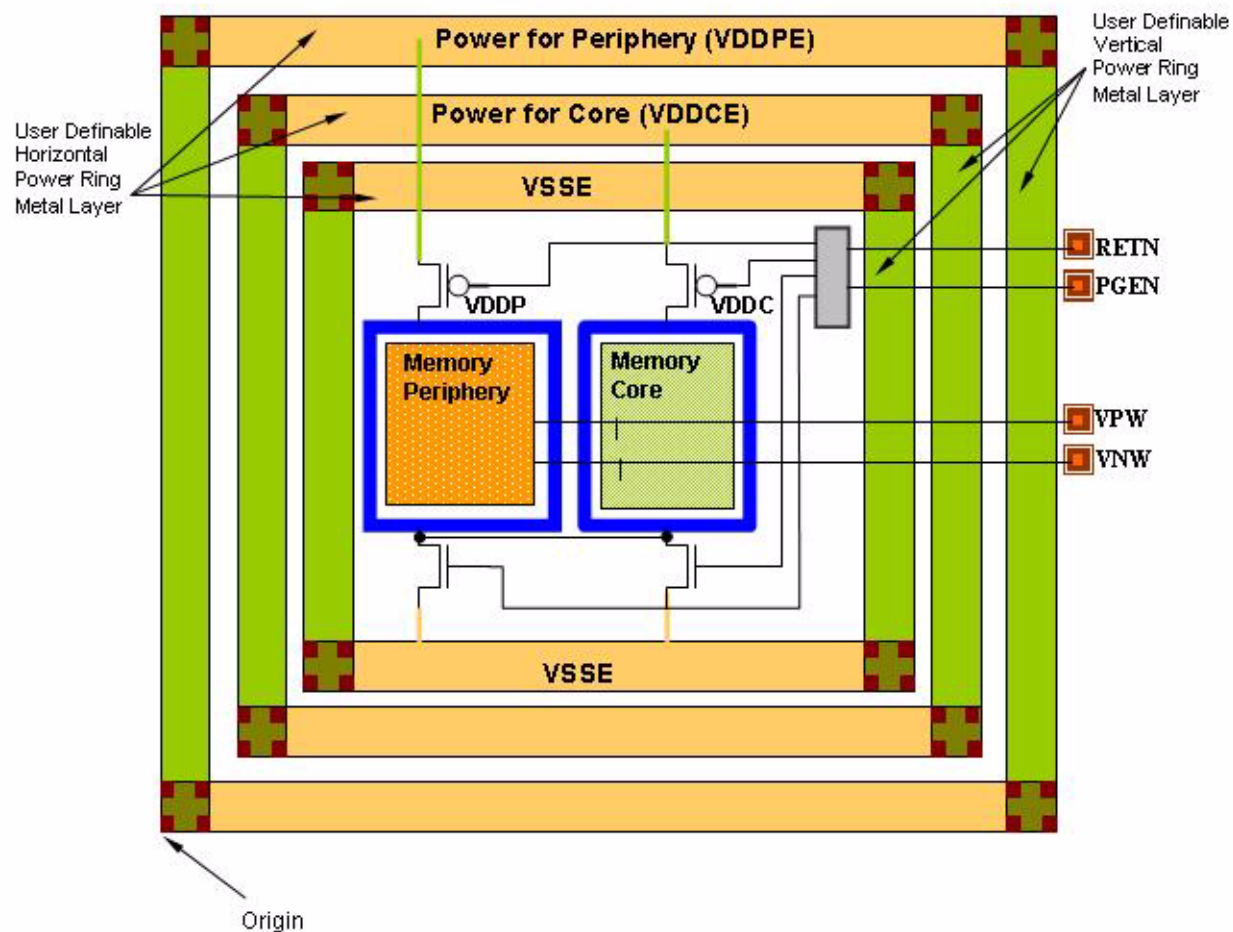 Power for Periphery (VDDPE)
User Definable
Vertical
Power Ring
Metal Layer
Power for Core (VDDCE)
User Definable
Horizontal
Power Ring
Metal Layer
VSSE
RETN
PGEN
VDDP
VDDC
Memory
Periphery
Memory
Core
VPW
VNW
VSSE
Origin